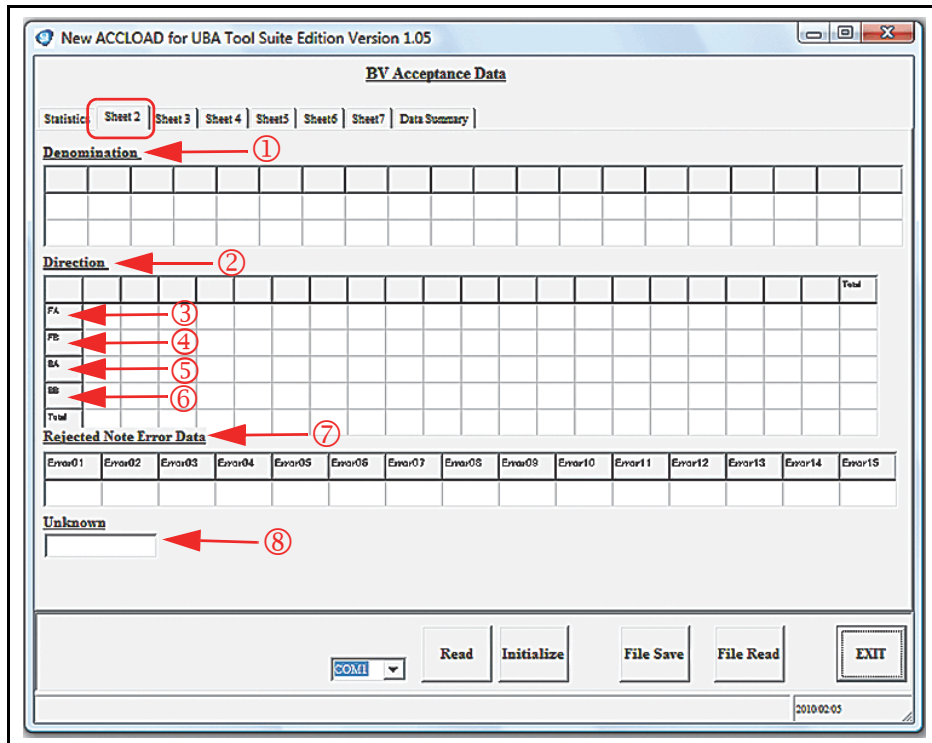 New ACCLOAD for UBA Tool Suite Edition Version 1.05
BV Acceptance Data
Statistics Sheet 2 Sheet 3 Sheet 4 Sheet5 Sheet6 Sheet7 Data Summary
Denomination ①
Direction ②
Total
FA ③
FB ④
BA ⑤
BB ⑥
Total
Rejected Note Error Data ⑦
Error01 Error02 Error03 Error04 Error05 Error06 Error07 Error08 Error09 Error10 Error11 Error12 Error13 Error14 Error15
Unknown
⑧
COM1 Read Initialize File Save File Read EXIT
2010/02/05